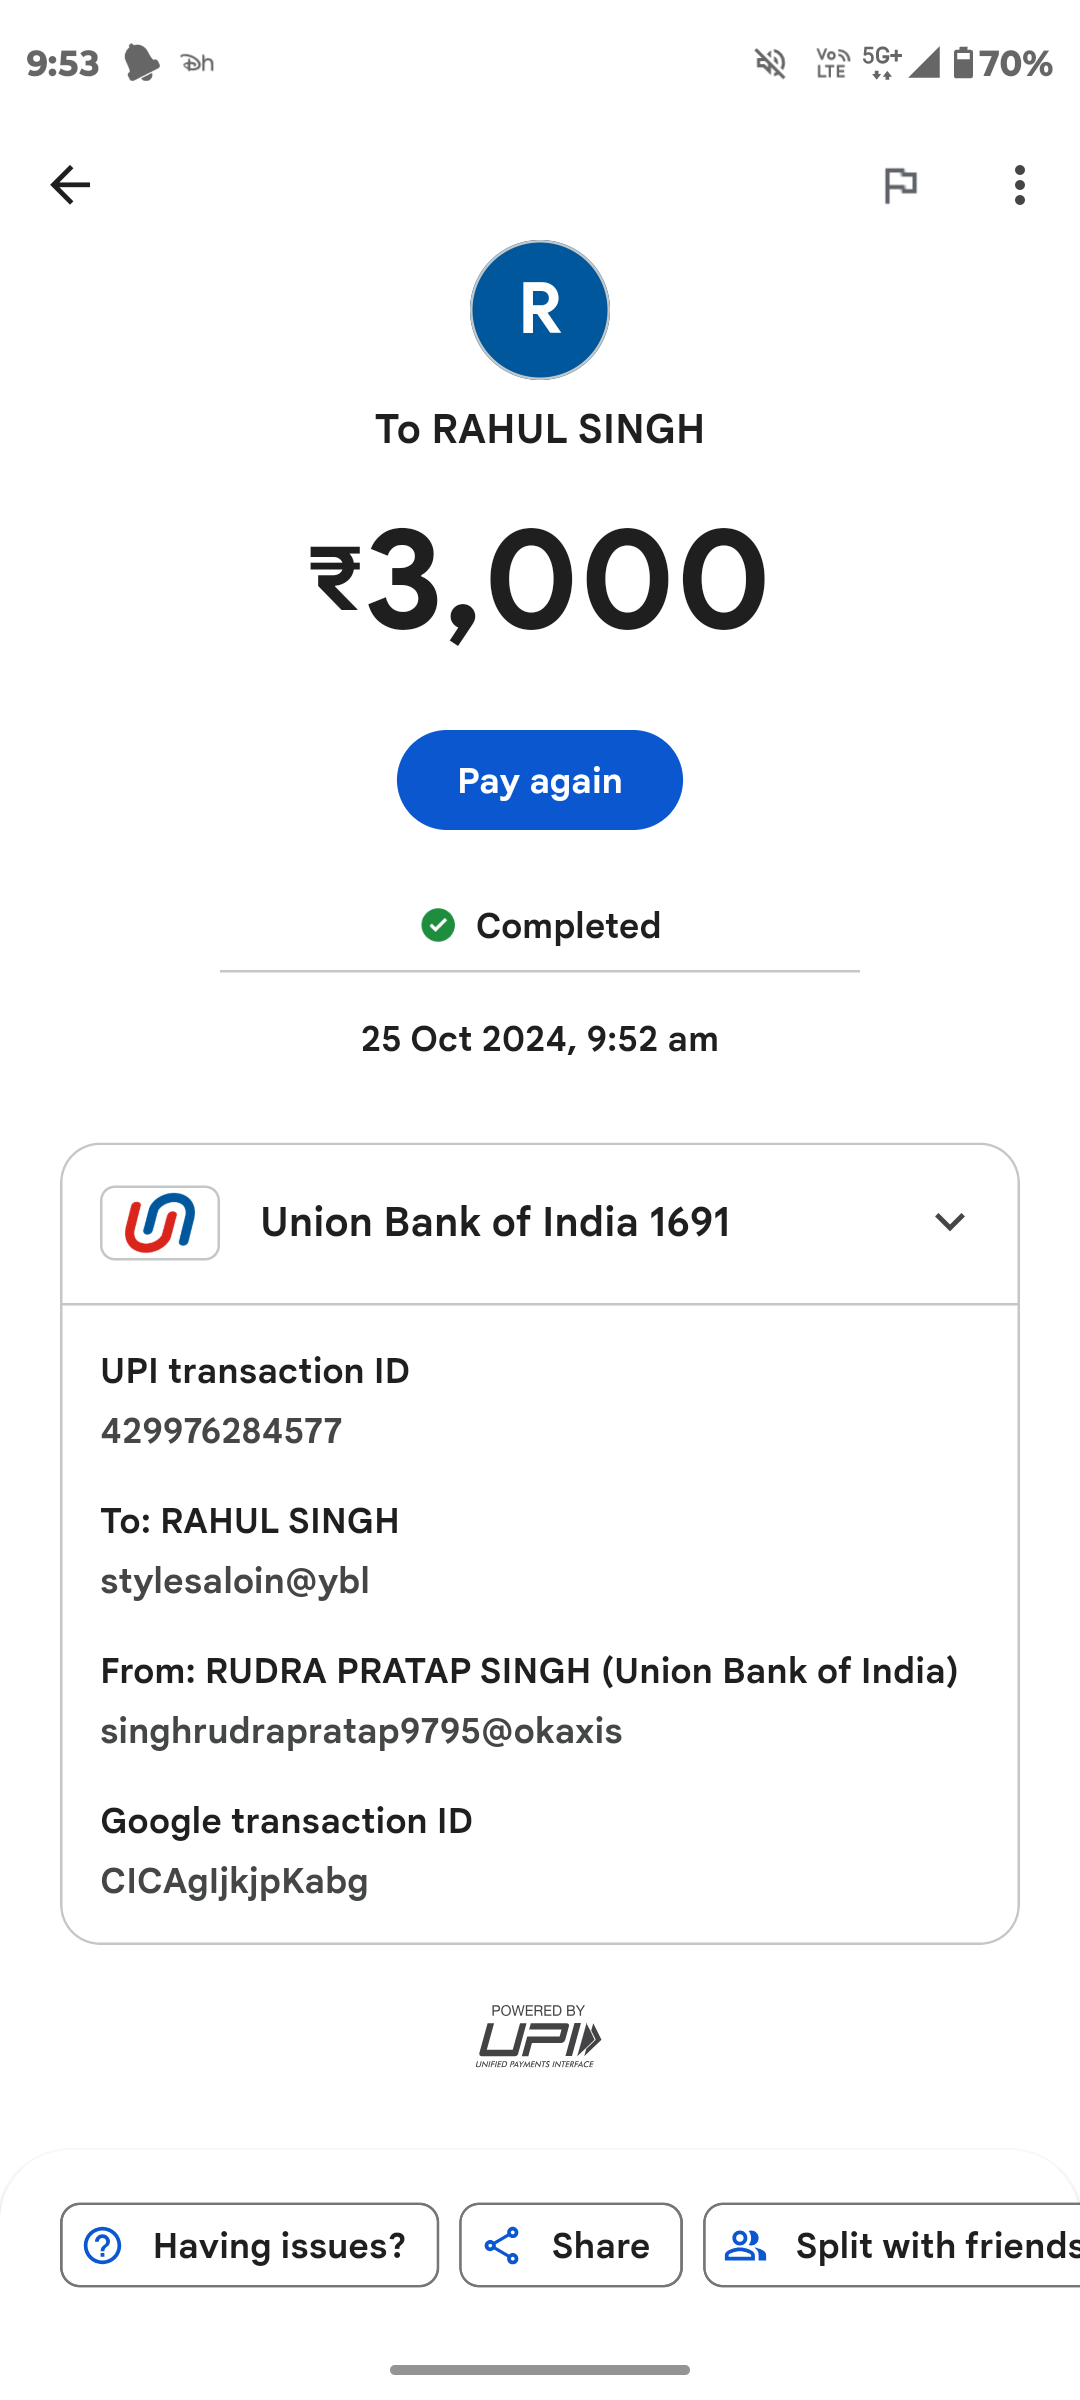 9:53 h Vo LTE 5G+ 70%
R
To RAHUL SINGH
₹3,000
Pay again
Completed
25 Oct 2024, 9:52 am
Union Bank of India 1691
UPI transaction ID
429976284577
To: RAHUL SINGH
stylesaloin@ybl
From: RUDRA PRATAP SINGH (Union Bank of India)
singhrudrapratap9795@okaxis
Google transaction ID
CICAgIjkjpKabg
POWERED BY
UPI
UNIFIED PAYMENTS INTERFACE
Having issues? Share Split with friends